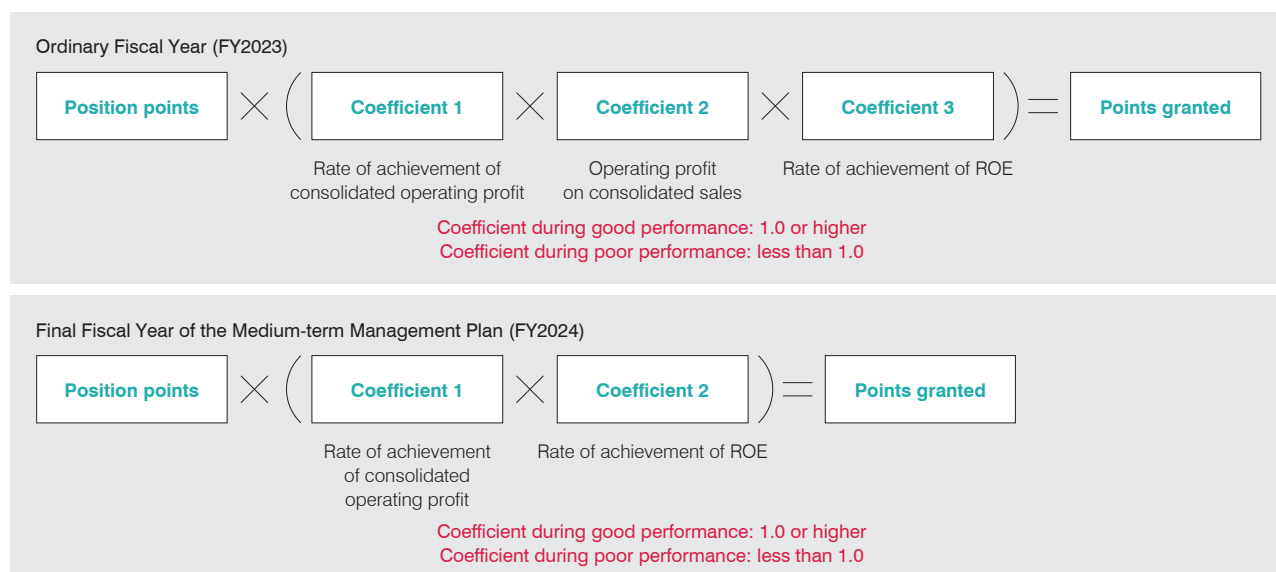 Ordinary Fiscal Year (FY2023)
Position points × ( Coefficient 1 × Coefficient 2 × Coefficient 3 ) = Points granted
Rate of achievement of
consolidated operating profit
Operating profit
on consolidated sales
Rate of achievement of ROE
Coefficient during good performance: 1.0 or higher
Coefficient during poor performance: less than 1.0
Final Fiscal Year of the Medium-term Management Plan (FY2024)
Position points × ( Coefficient 1 × Coefficient 2 ) = Points granted
Rate of achievement
of consolidated
operating profit
Rate of achievement of ROE
Coefficient during good performance: 1.0 or higher
Coefficient during poor performance: less than 1.0